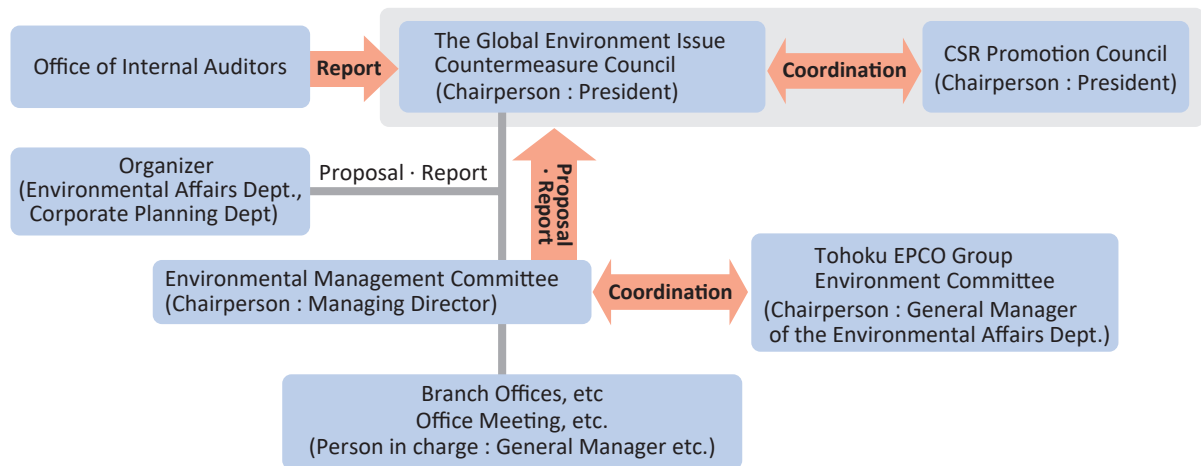 Office of Internal Auditors
Report
The Global Environment Issue
Countermeasure Council
(Chairperson : President)
Coordination
CSR Promotion Council
(Chairperson : President)
Organizer
(Environmental Affairs Dept.,
Corporate Planning Dept)
Proposal · Report
Proposal
· Report
Environmental Management Committee
(Chairperson : Managing Director)
Coordination
Tohoku EPCO Group
Environment Committee
(Chairperson : General Manager
of the Environmental Affairs Dept.)
Branch Offices, etc
Office Meeting, etc.
(Person in charge : General Manager etc.)